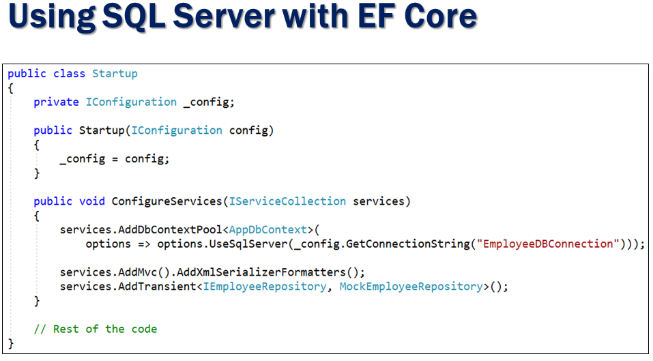 Using SQL Server with EF Core
public class Startup
{
    private IConfiguration _config;

    public Startup(IConfiguration config)
    {
        _config = config;
    }

    public void ConfigureServices(IServiceCollection services)
    {
        services.AddDbContextPool<AppDbContext>(
            options => options.UseSqlServer(_config.GetConnectionString("EmployeeDBConnection")));

        services.AddMvc().AddXmlSerializerFormatters();
        services.AddTransient<IEmployeeRepository, MockEmployeeRepository>();
    }

    // Rest of the code
}